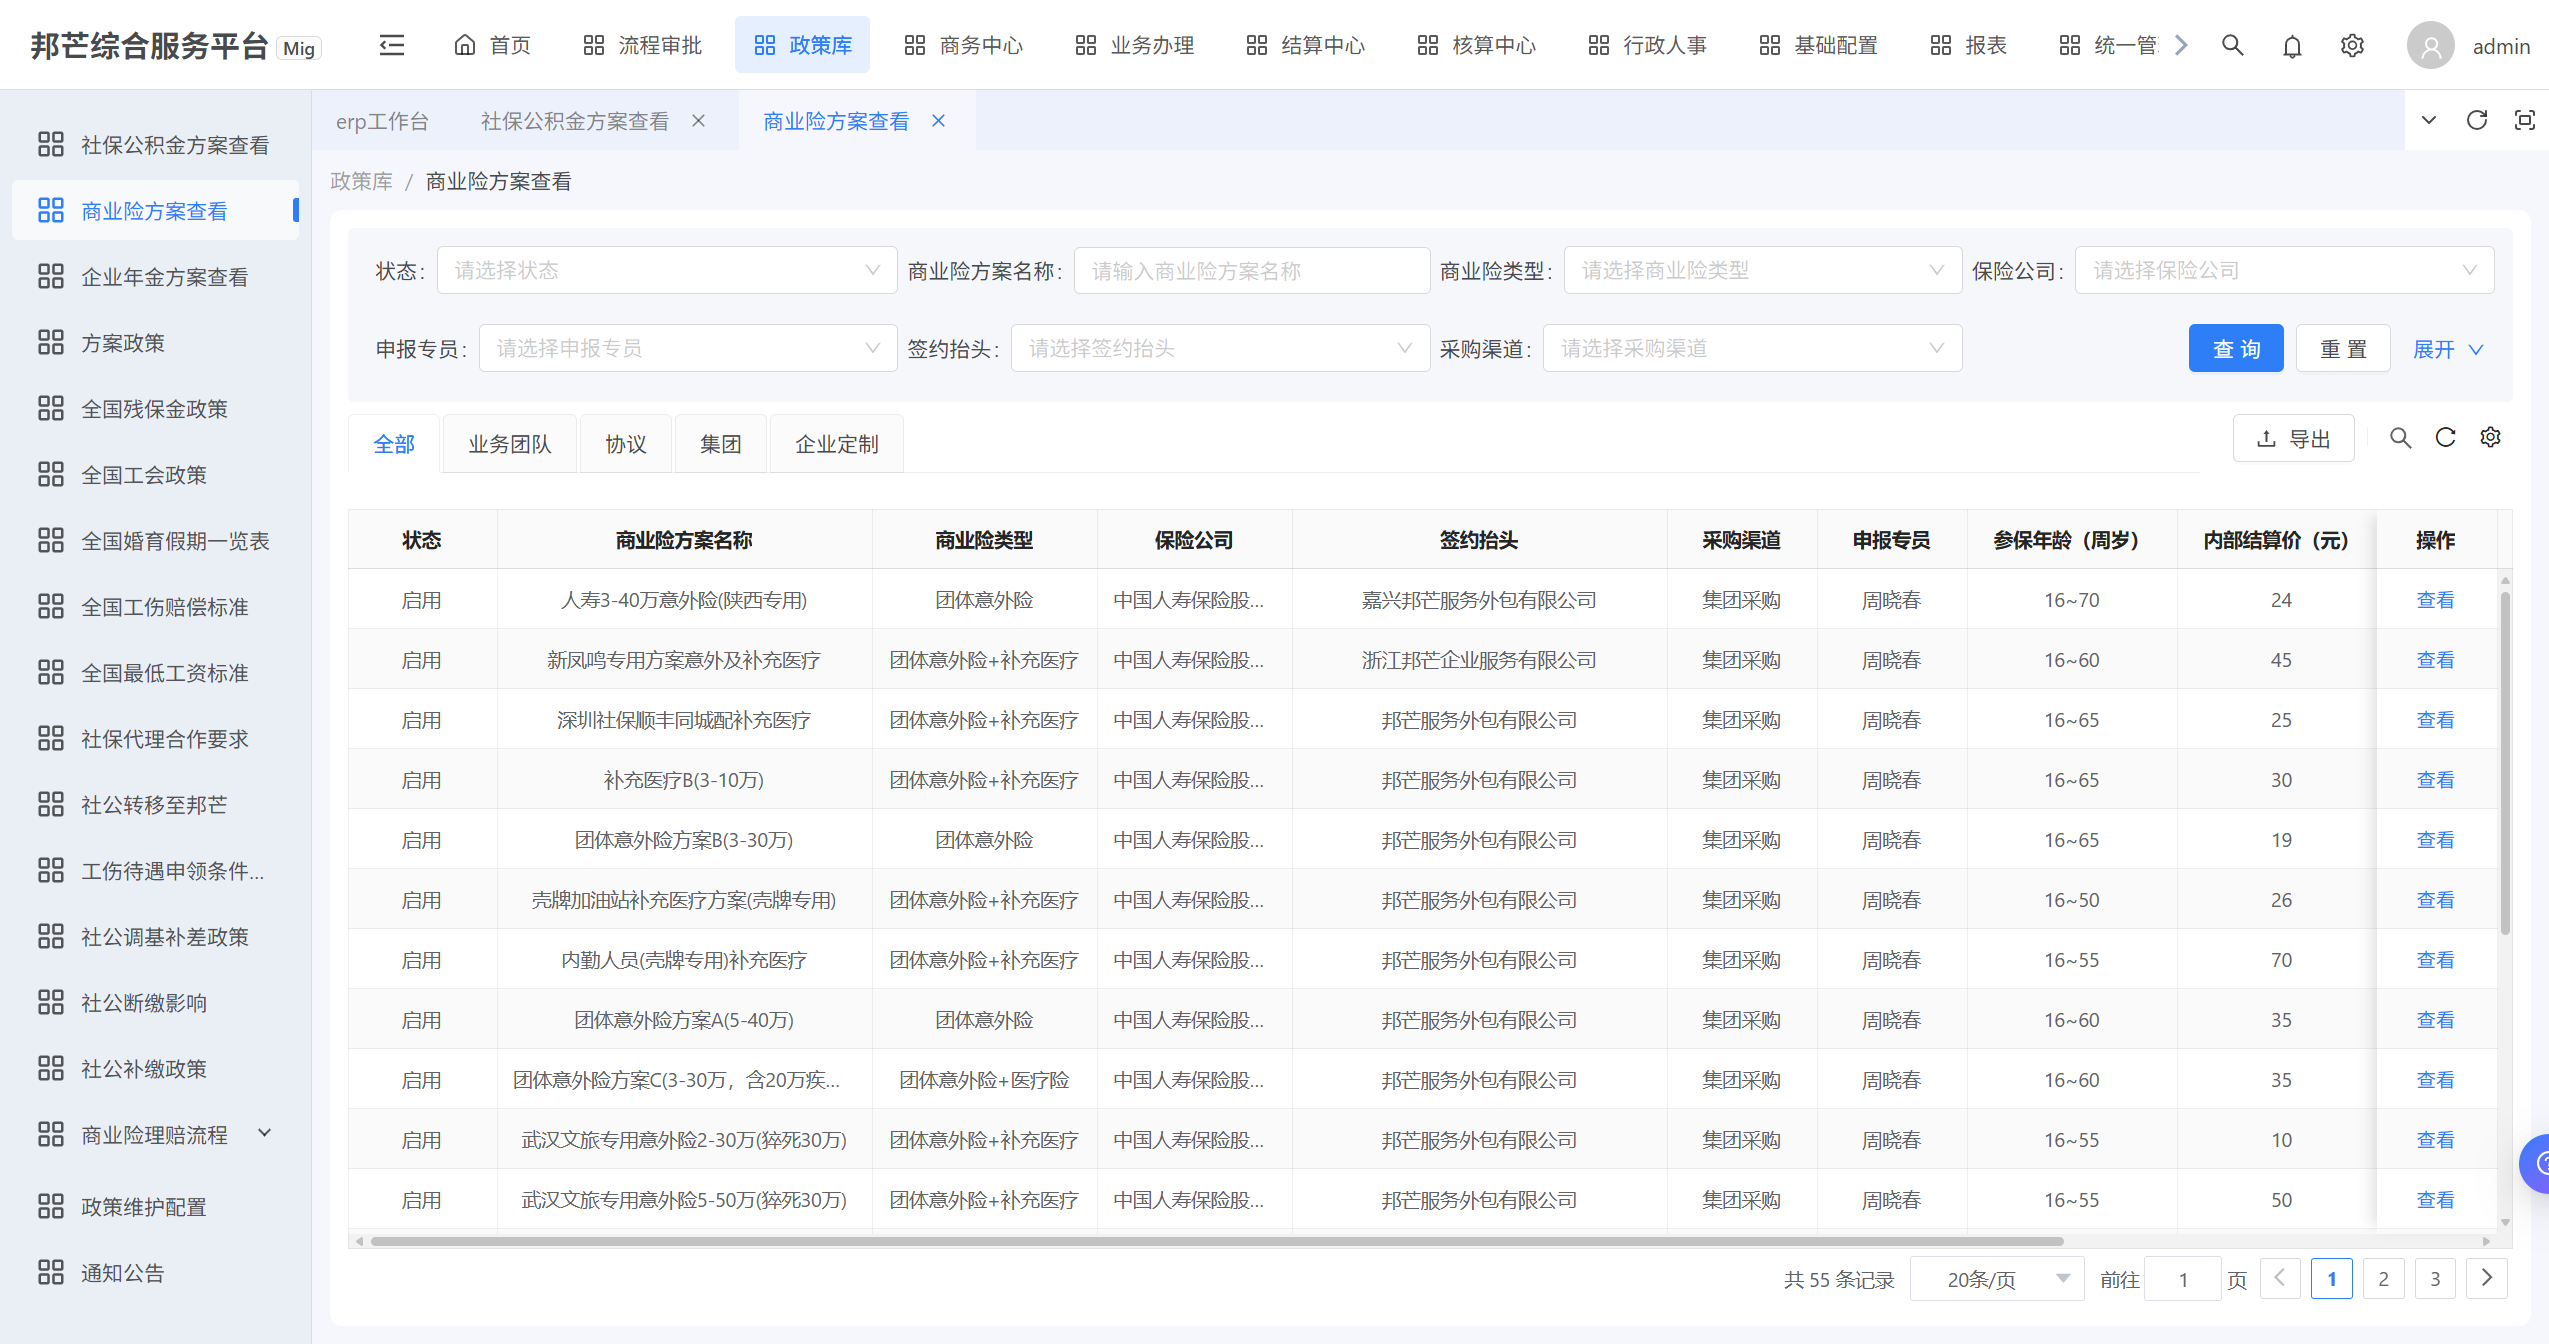 邦芒综合服务平台 Mig 首页 流程审批 政策库 商务中心 业务办理 结算中心 核算中心 行政人事 基础配置 报表 统一管 admin
erp工作台 社保公积金方案查看 商业险方案查看
政策库 / 商业险方案查看
社保公积金方案查看
商业险方案查看
企业年金方案查看
方案政策
全国残保金政策
全国工会政策
全国婚育假期一览表
全国工伤赔偿标准
全国最低工资标准
社保代理合作要求
社公转移至邦芒
工伤待遇申领条件...
社公调基补差政策
社公断缴影响
社公补缴政策
商业险理赔流程
政策维护配置
通知公告
状态: 请选择状态 商业险方案名称: 请输入商业险方案名称 商业险类型: 请选择商业险类型 保险公司: 请选择保险公司
申报专员: 请选择申报专员 签约抬头: 请选择签约抬头 采购渠道: 请选择采购渠道 查 询 重 置 展开
全部 业务团队 协议 集团 企业定制 导出
状态 商业险方案名称 商业险类型 保险公司 签约抬头 采购渠道 申报专员 参保年龄（周岁） 内部结算价（元） 操作
启用 人寿3-40万意外险(陕西专用) 团体意外险 中国人寿保险股... 嘉兴邦芒服务外包有限公司 集团采购 周晓春 16~70 24 查看
启用 新凤鸣专用方案意外及补充医疗 团体意外险+补充医疗 中国人寿保险股... 浙江邦芒企业服务有限公司 集团采购 周晓春 16~60 45 查看
启用 深圳社保顺丰同城配补充医疗 团体意外险+补充医疗 中国人寿保险股... 邦芒服务外包有限公司 集团采购 周晓春 16~65 25 查看
启用 补充医疗B(3-10万) 团体意外险+补充医疗 中国人寿保险股... 邦芒服务外包有限公司 集团采购 周晓春 16~65 30 查看
启用 团体意外险方案B(3-30万) 团体意外险 中国人寿保险股... 邦芒服务外包有限公司 集团采购 周晓春 16~65 19 查看
启用 壳牌加油站补充医疗方案(壳牌专用) 团体意外险+补充医疗 中国人寿保险股... 邦芒服务外包有限公司 集团采购 周晓春 16~50 26 查看
启用 内勤人员(壳牌专用)补充医疗 团体意外险+补充医疗 中国人寿保险股... 邦芒服务外包有限公司 集团采购 周晓春 16~55 70 查看
启用 团体意外险方案A(5-40万) 团体意外险 中国人寿保险股... 邦芒服务外包有限公司 集团采购 周晓春 16~60 35 查看
启用 团体意外险方案C(3-30万，含20万疾... 团体意外险+医疗险 中国人寿保险股... 邦芒服务外包有限公司 集团采购 周晓春 16~60 35 查看
启用 武汉文旅专用意外险2-30万(猝死30万) 团体意外险+补充医疗 中国人寿保险股... 邦芒服务外包有限公司 集团采购 周晓春 16~55 10 查看
启用 武汉文旅专用意外险5-50万(猝死30万) 团体意外险+补充医疗 中国人寿保险股... 邦芒服务外包有限公司 集团采购 周晓春 16~55 50 查看
共 55 条记录 20条/页 前往 1 页 1 2 3